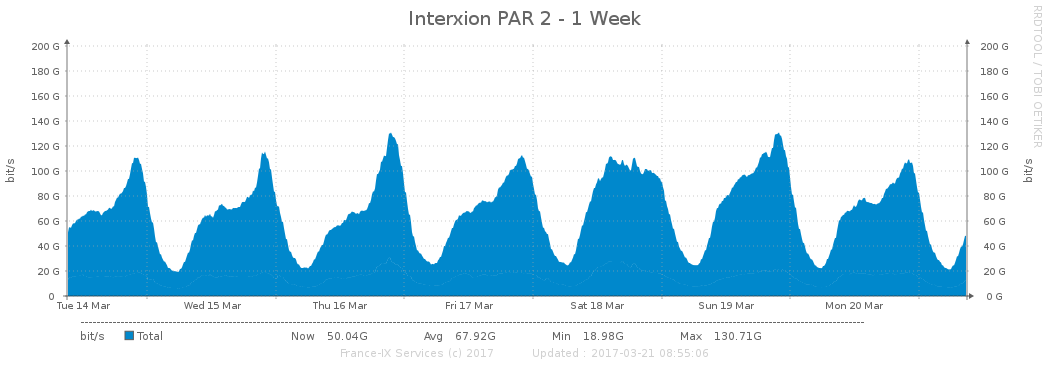 Interxion PAR 2 - 1 Week
RRDTOOL / TOBI OETIKER
bit/s
bit/s
200 G 200 G
180 G 180 G
160 G 160 G
140 G 140 G
120 G 120 G
100 G 100 G
80 G 80 G
60 G 60 G
40 G 40 G
20 G 20 G
0 0 G
Tue 14 Mar Wed 15 Mar Thu 16 Mar Fri 17 Mar Sat 18 Mar Sun 19 Mar Mon 20 Mar
bit/s Total Now 50.04G Avg 67.92G Min 18.98G Max 130.71G
France-IX Services (c) 2017 Updated : 2017-03-21 08:55:06